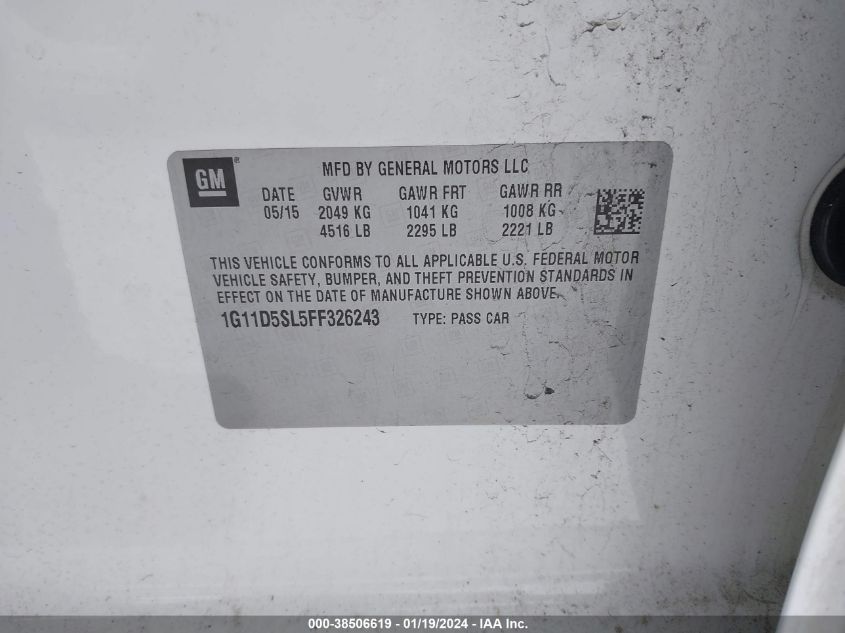 GM ®
MFD BY GENERAL MOTORS LLC
DATE GVWR GAWR FRT GAWR RR
05/15 2049 KG 1041 KG 1008 KG
4516 LB 2295 LB 2221 LB
THIS VEHICLE CONFORMS TO ALL APPLICABLE U.S. FEDERAL MOTOR
VEHICLE SAFETY, BUMPER, AND THEFT PREVENTION STANDARDS IN
EFFECT ON THE DATE OF MANUFACTURE SHOWN ABOVE.
1G11D5SL5FF326243 TYPE: PASS CAR
000-38506619 - 01/19/2024 - IAA Inc.